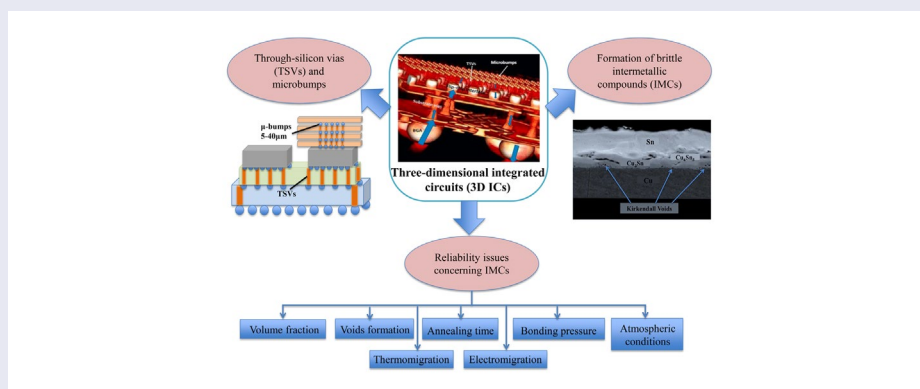 Through-silicon vias
(TSVs) and
microbumps
TSVs
Microbumps
Formation of brittle
intermetallic
compounds (IMCs)
μ-bumps
5-40μm
TSVs
Three-dimensional integrated
circuits (3D ICs)
Sn
Cu₃Sn
Cu₆Sn₅
Cu
Kirkendall Voids
Reliability issues
concerning IMCs
Volume fraction
Voids formation
Annealing time
Bonding pressure
Atmospheric
conditions
Thermomigration
Electromigration